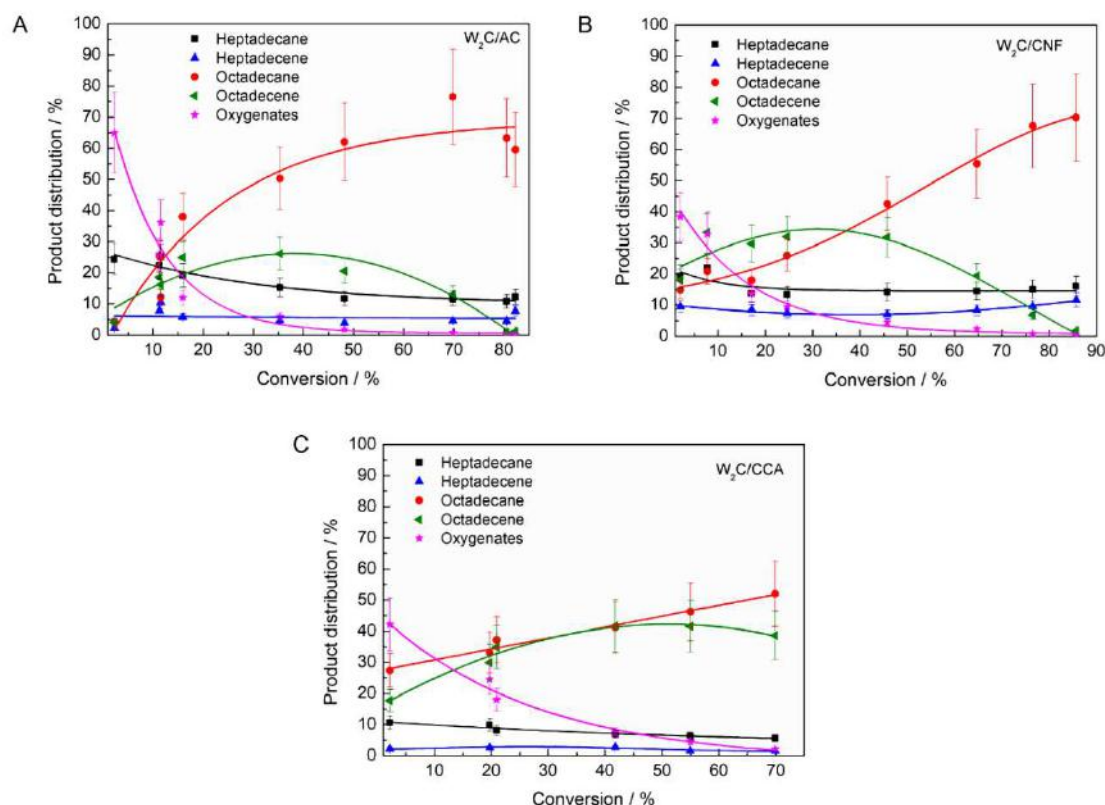 A
W₂C/AC
Heptadecane
Heptadecene
Octadecane
Octadecene
Oxygenates
Product distribution / %
100
90
80
70
60
50
40
30
20
10
0
10 20 30 40 50 60 70 80
Conversion / %
B
W₂C/CNF
Heptadecane
Heptadecene
Octadecane
Octadecene
Oxygenates
Product distribution / %
100
90
80
70
60
50
40
30
20
10
0
10 20 30 40 50 60 70 80 90
Conversion / %
C
W₂C/CCA
Heptadecane
Heptadecene
Octadecane
Octadecene
Oxygenates
Product distribution / %
100
90
80
70
60
50
40
30
20
10
0
10 20 30 40 50 60 70
Conversion / %